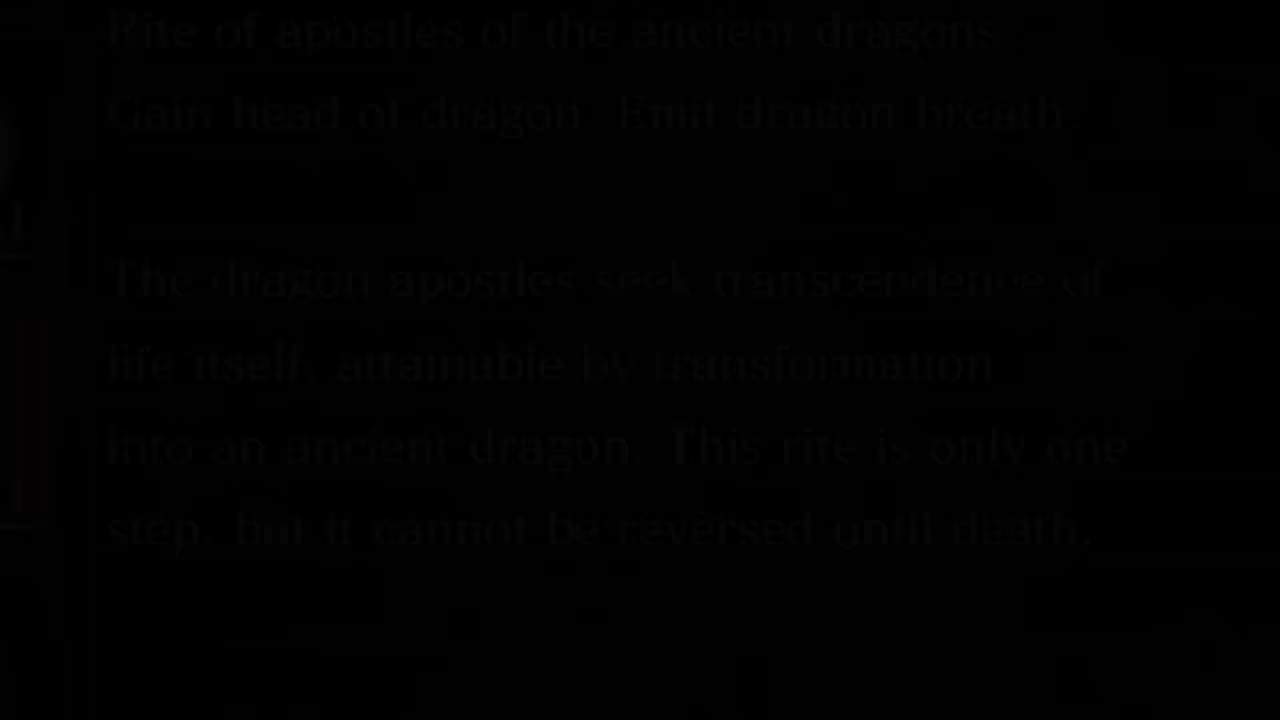 Rite of apostles of the ancient dragons.
Gain head of dragon. Emit dragon breath.
The dragon apostles seek transcendence of
life itself, attainable by transformation
into an ancient dragon. This rite is only one
step, but it cannot be reversed until death.